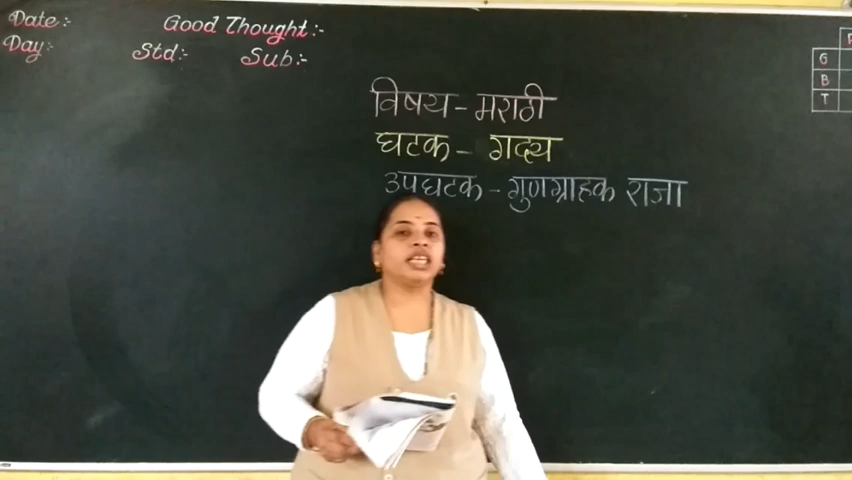 Date:-
Good Thought:-
Day:-
Std:-
Sub:-
विषय - मराठी
घटक - गद्य
उपघटक - गुणग्राहक राजा
G
B
T